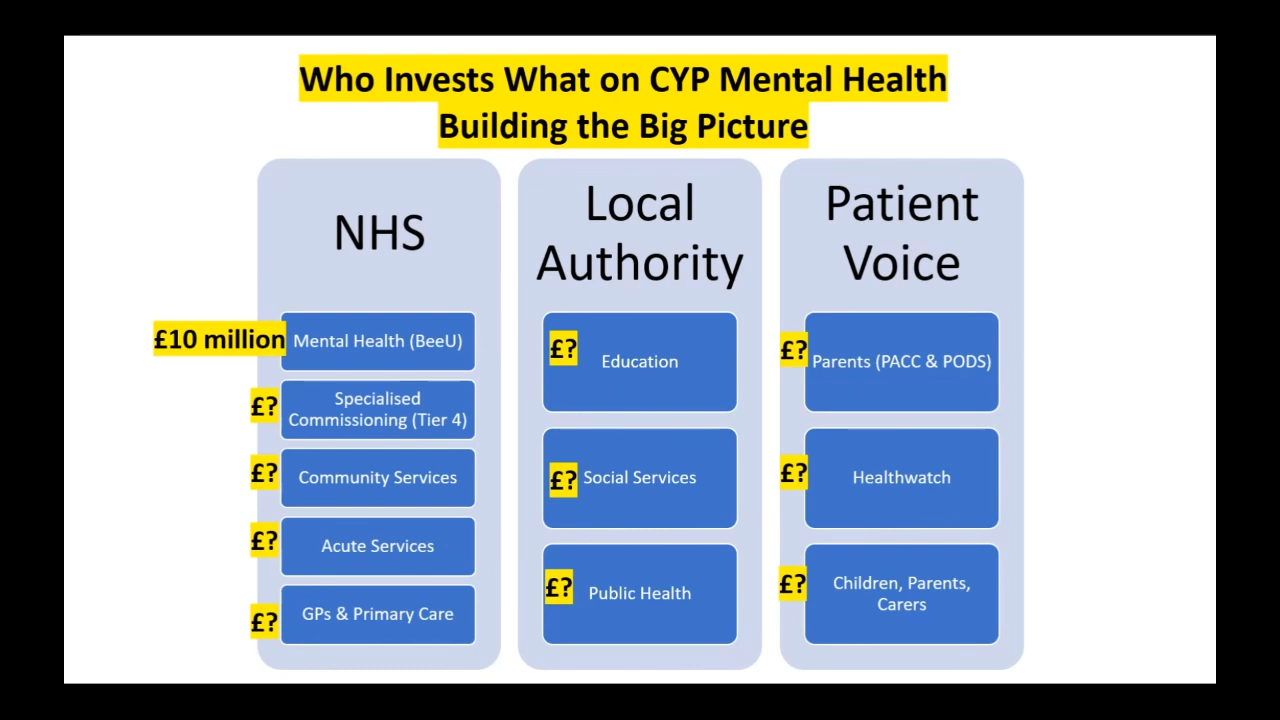 Who Invests What on CYP Mental Health
Building the Big Picture
NHS
£10 million
Mental Health (BeeU)
£?
Specialised
Commissioning (Tier 4)
£?
Community Services
£?
Acute Services
£?
GPs & Primary Care
Local
Authority
£?
Education
£?
Social Services
£?
Public Health
Patient
Voice
£?
Parents (PACC & PODS)
£?
Healthwatch
£?
Children, Parents,
Carers